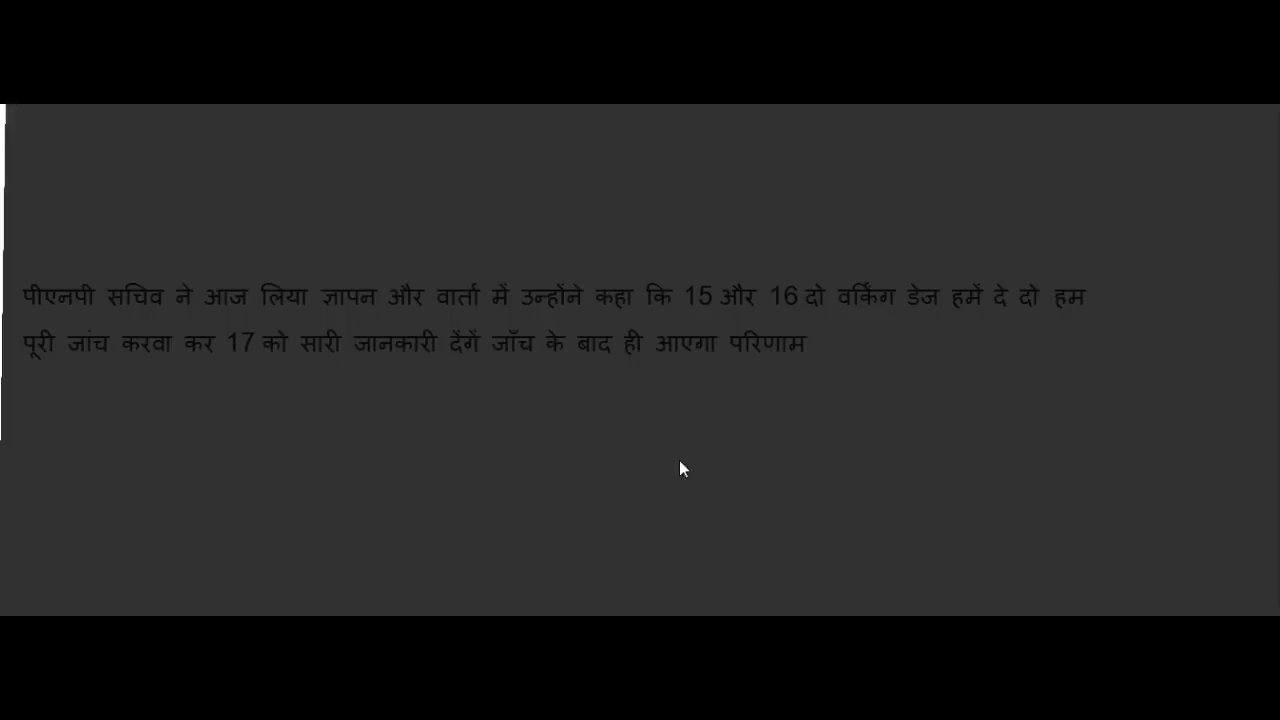 पीएनपी सचिव ने आज लिया ज्ञापन और वार्ता में उन्होंने कहा कि 15 और 16 दो वर्किंग डेज हमें दे दो हम
पूरी जांच करवा कर 17 को सारी जानकारी देंगें जाँच के बाद ही आएगा परिणाम